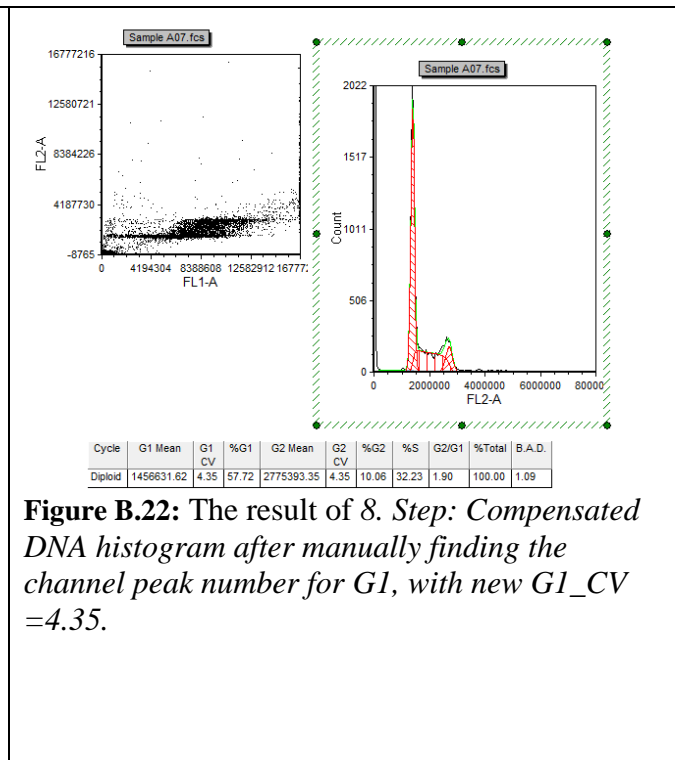 Sample A07.fcs
16777216
12580721
8384226
4187730
-8765
FL2-A
0 4194304 8388608 12582912 16777
FL1-A
Sample A07.fcs
2022
1517
1011
506
0
Count
0 2000000 4000000 6000000 80000
FL2-A
Cycle G1 Mean G1 CV %G1 G2 Mean G2 CV %G2 %S G2/G1 %Total B.A.D.
Diploid 1456631.62 4.35 57.72 2775393.35 4.35 10.06 32.23 1.90 100.00 1.09
Figure B.22: The result of 8. Step: Compensated
DNA histogram after manually finding the
channel peak number for G1, with new G1_CV
=4.35.